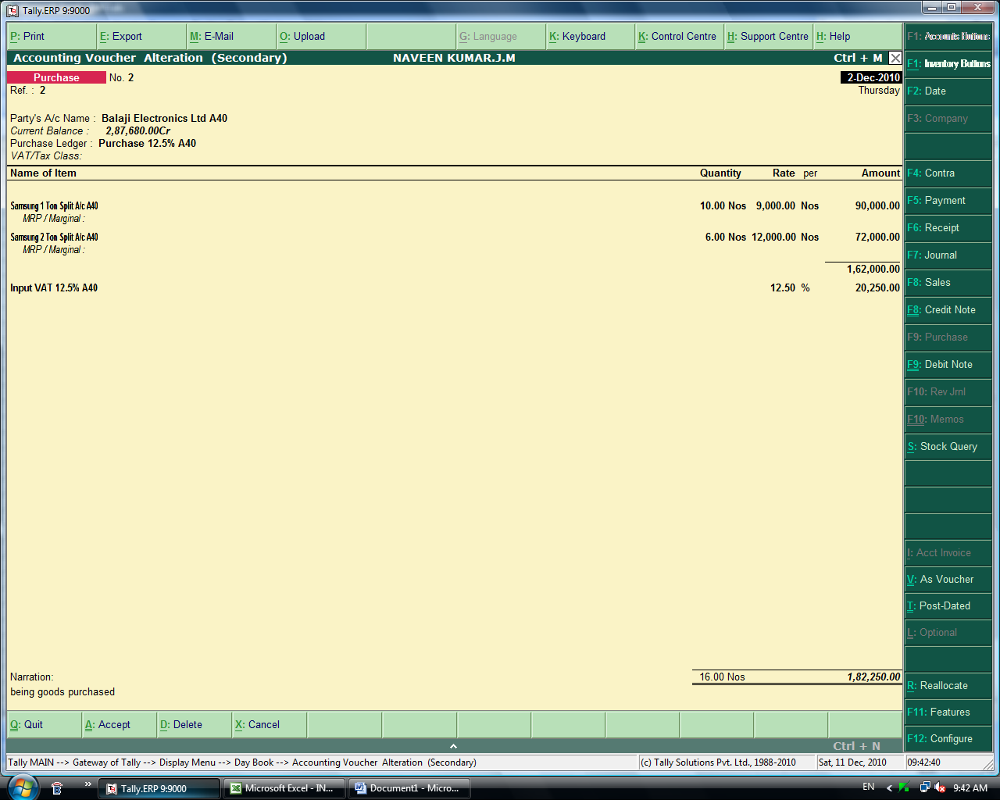 Tally.ERP 9:9000
P: Print E: Export M: E-Mail O: Upload G: Language K: Keyboard K: Control Centre H: Support Centre H: Help
F1: Accounts Buttons
Accounting Voucher Alteration (Secondary) NAVEEN KUMAR.J.M Ctrl + M
F1: Inventory Buttons
Purchase No. 2 2-Dec-2010
Ref. : 2 Thursday
F2: Date
Party's A/c Name : Balaji Electronics Ltd A40
F3: Company
Current Balance : 2,87,680.00Cr
Purchase Ledger : Purchase 12.5% A40
VAT/Tax Class:
Name of Item Quantity Rate per Amount
F4: Contra
F5: Payment
Samsung 1 Ton Split A/c A40 10.00 Nos 9,000.00 Nos 90,000.00
MRP / Marginal :
F6: Receipt
Samsung 2 Ton Split A/c A40 6.00 Nos 12,000.00 Nos 72,000.00
MRP / Marginal :
F7: Journal
1,62,000.00
F8: Sales
Input VAT 12.5% A40 12.50 % 20,250.00
F8: Credit Note
F9: Purchase
F9: Debit Note
F10: Rev Jrnl
F10: Memos
S: Stock Query
I: Acct Invoice
V: As Voucher
T: Post-Dated
L: Optional
Narration: 16.00 Nos 1,82,250.00
being goods purchased
R: Reallocate
F11: Features
Q: Quit A: Accept D: Delete X: Cancel
F12: Configure
Ctrl + N
Tally MAIN --> Gateway of Tally --> Display Menu --> Day Book --> Accounting Voucher Alteration (Secondary) (c) Tally Solutions Pvt. Ltd., 1988-2010 Sat, 11 Dec, 2010 09:42:40
Tally.ERP 9:9000 Microsoft Excel - IN... Document1 - Micro... EN 9:42 AM